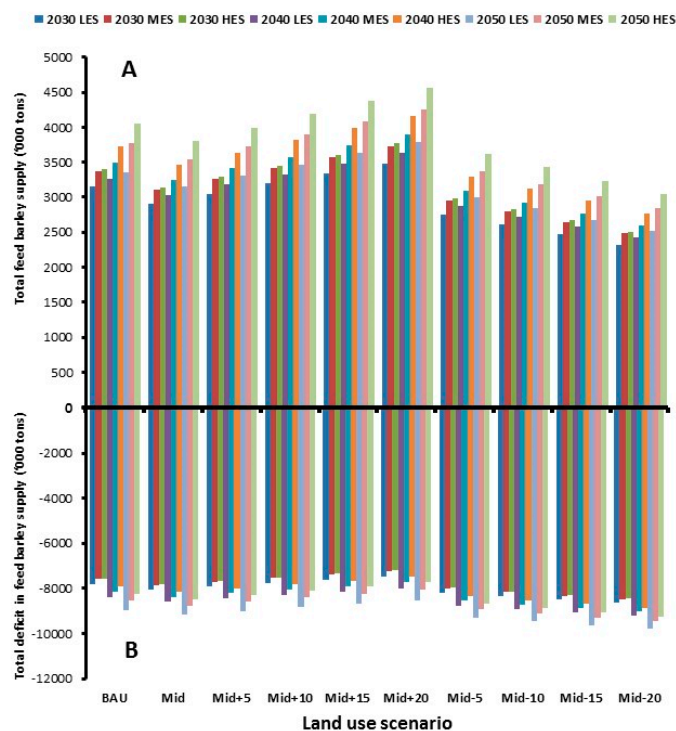 2030 LES 2030 MES 2030 HES 2040 LES 2040 MES 2040 HES 2050 LES 2050 MES 2050 HES
A
Total feed barley supply ('000 tons)
5000
4500
4000
3500
3000
2500
2000
1500
1000
500
0
Total deficit in feed barley supply ('000 tons)
-2000
-4000
-6000
-8000
-10000
-12000
B
BAU Mid Mid+5 Mid+10 Mid+15 Mid+20 Mid-5 Mid-10 Mid-15 Mid-20
Land use scenario